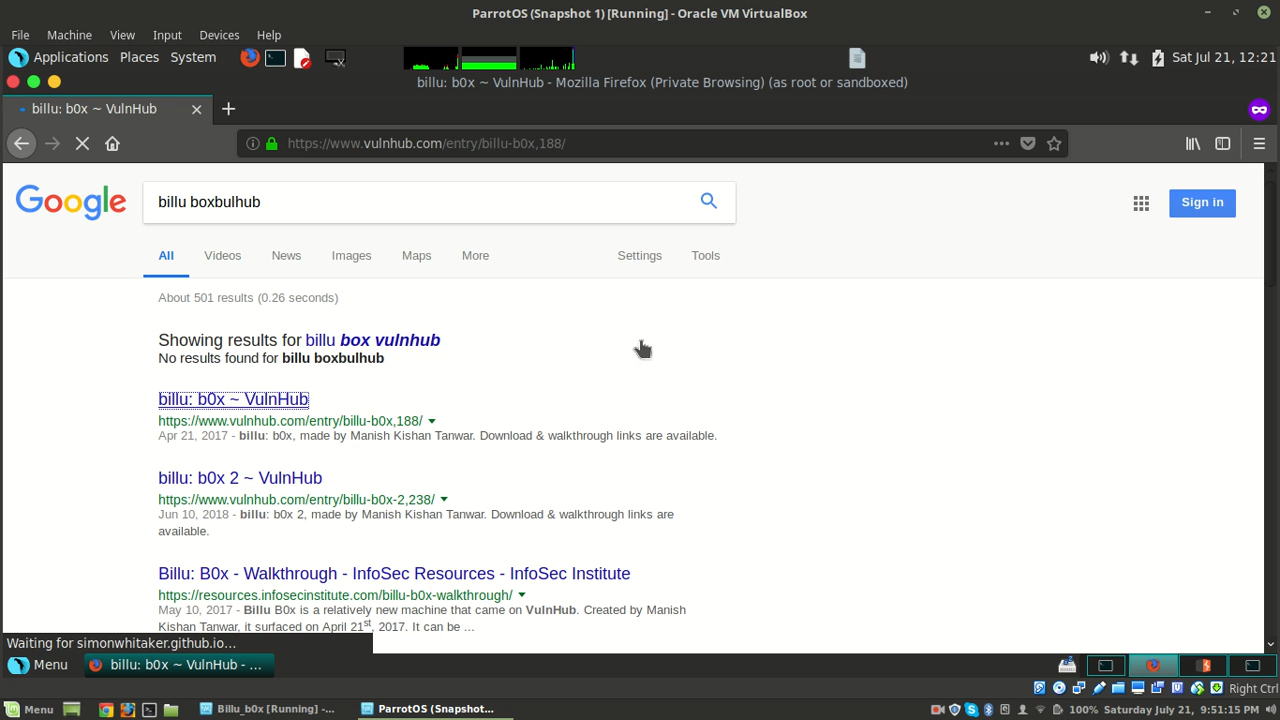 ParrotOS (Snapshot 1) [Running] - Oracle VM VirtualBox
File Machine View Input Devices Help
Applications Places System Sat Jul 21, 12:21
billu: b0x ~ VulnHub - Mozilla Firefox (Private Browsing) (as root or sandboxed)
billu: b0x ~ VulnHub
https://www.vulnhub.com/entry/billu-b0x,188/
Google billu boxbulhub Sign in
All Videos News Images Maps More Settings Tools
About 501 results (0.26 seconds)
Showing results for billu box vulnhub
No results found for billu boxbulhub
billu: b0x ~ VulnHub
https://www.vulnhub.com/entry/billu-b0x,188/
Apr 21, 2017 - billu: b0x, made by Manish Kishan Tanwar. Download & walkthrough links are available.
billu: b0x 2 ~ VulnHub
https://www.vulnhub.com/entry/billu-b0x-2,238/
Jun 10, 2018 - billu: b0x 2, made by Manish Kishan Tanwar. Download & walkthrough links are
available.
Billu: B0x - Walkthrough - InfoSec Resources - InfoSec Institute
https://resources.infosecinstitute.com/billu-b0x-walkthrough/
May 10, 2017 - Billu B0x is a relatively new machine that came on VulnHub. Created by Manish
Kishan Tanwar, it surfaced on April 21st, 2017. It can be ...
Waiting for simonwhitaker.github.io...
Menu billu: b0x ~ VulnHub - ...
Right Ctrl
Menu Billu_b0x [Running] -... ParrotOS (Snapshot... 100% Saturday July 21, 9:51:15 PM